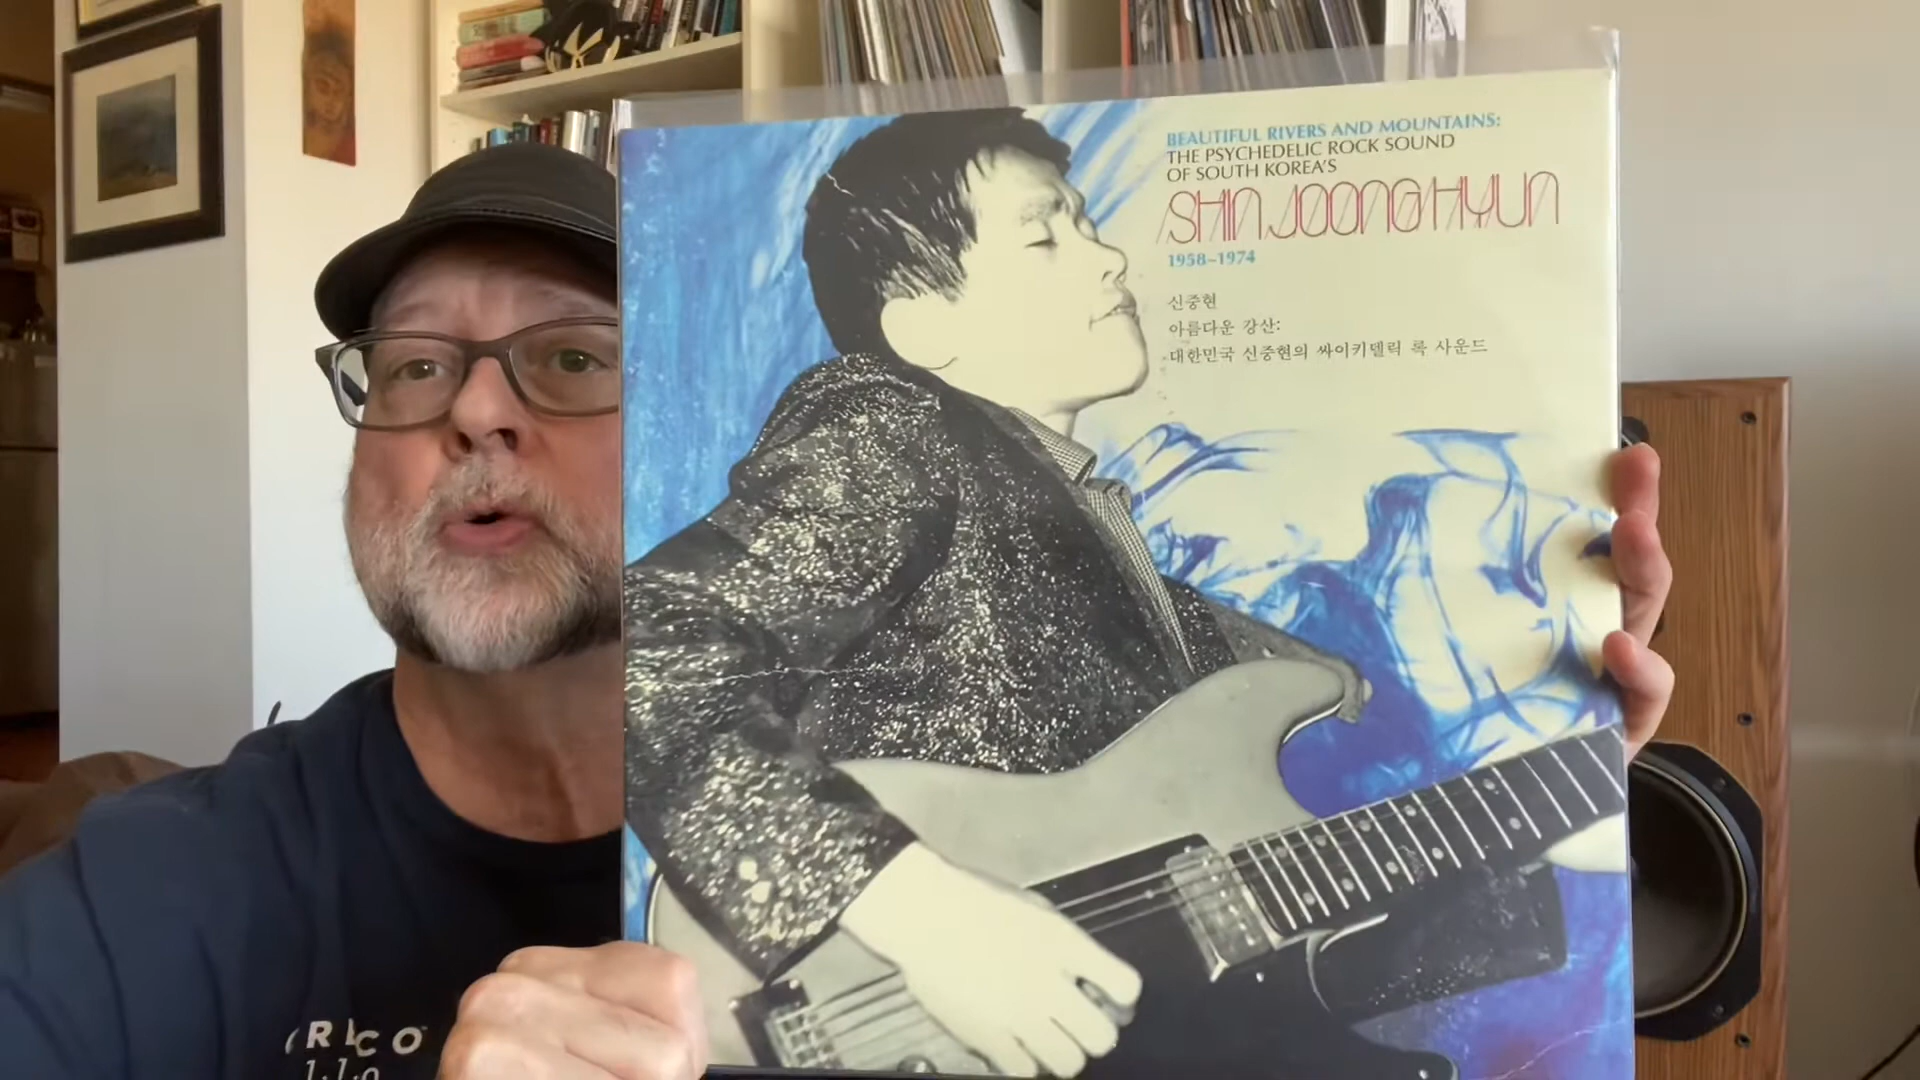 BEAUTIFUL RIVERS AND MOUNTAINS:
THE PSYCHEDELIC ROCK SOUND
OF SOUTH KOREA'S
SHIN JOONG HYUN
1958–1974
신중현
아름다운 강산:
대한민국 신중현의 싸이키델릭 록 사운드